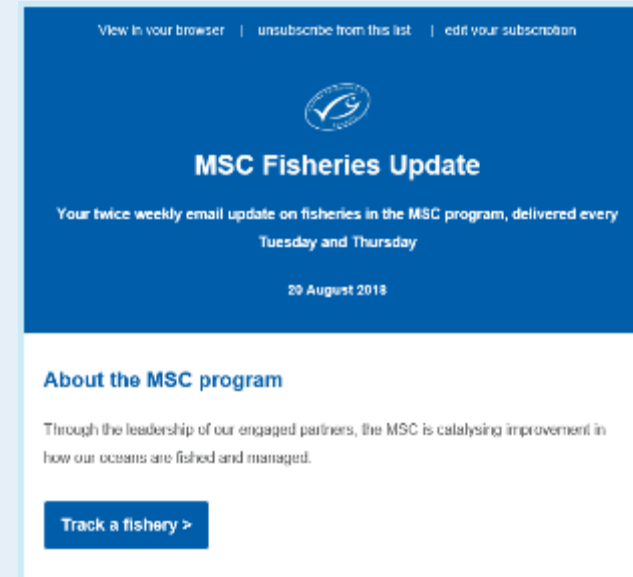 View in your browser | unsubscribe from this list | edit your subscription
MSC Fisheries Update
Your twice weekly email update on fisheries in the MSC program, delivered every
Tuesday and Thursday
20 August 2018
About the MSC program
Through the leadership of our engaged partners, the MSC is catalysing improvement in
how our oceans are fished and managed.
Track a fishery >